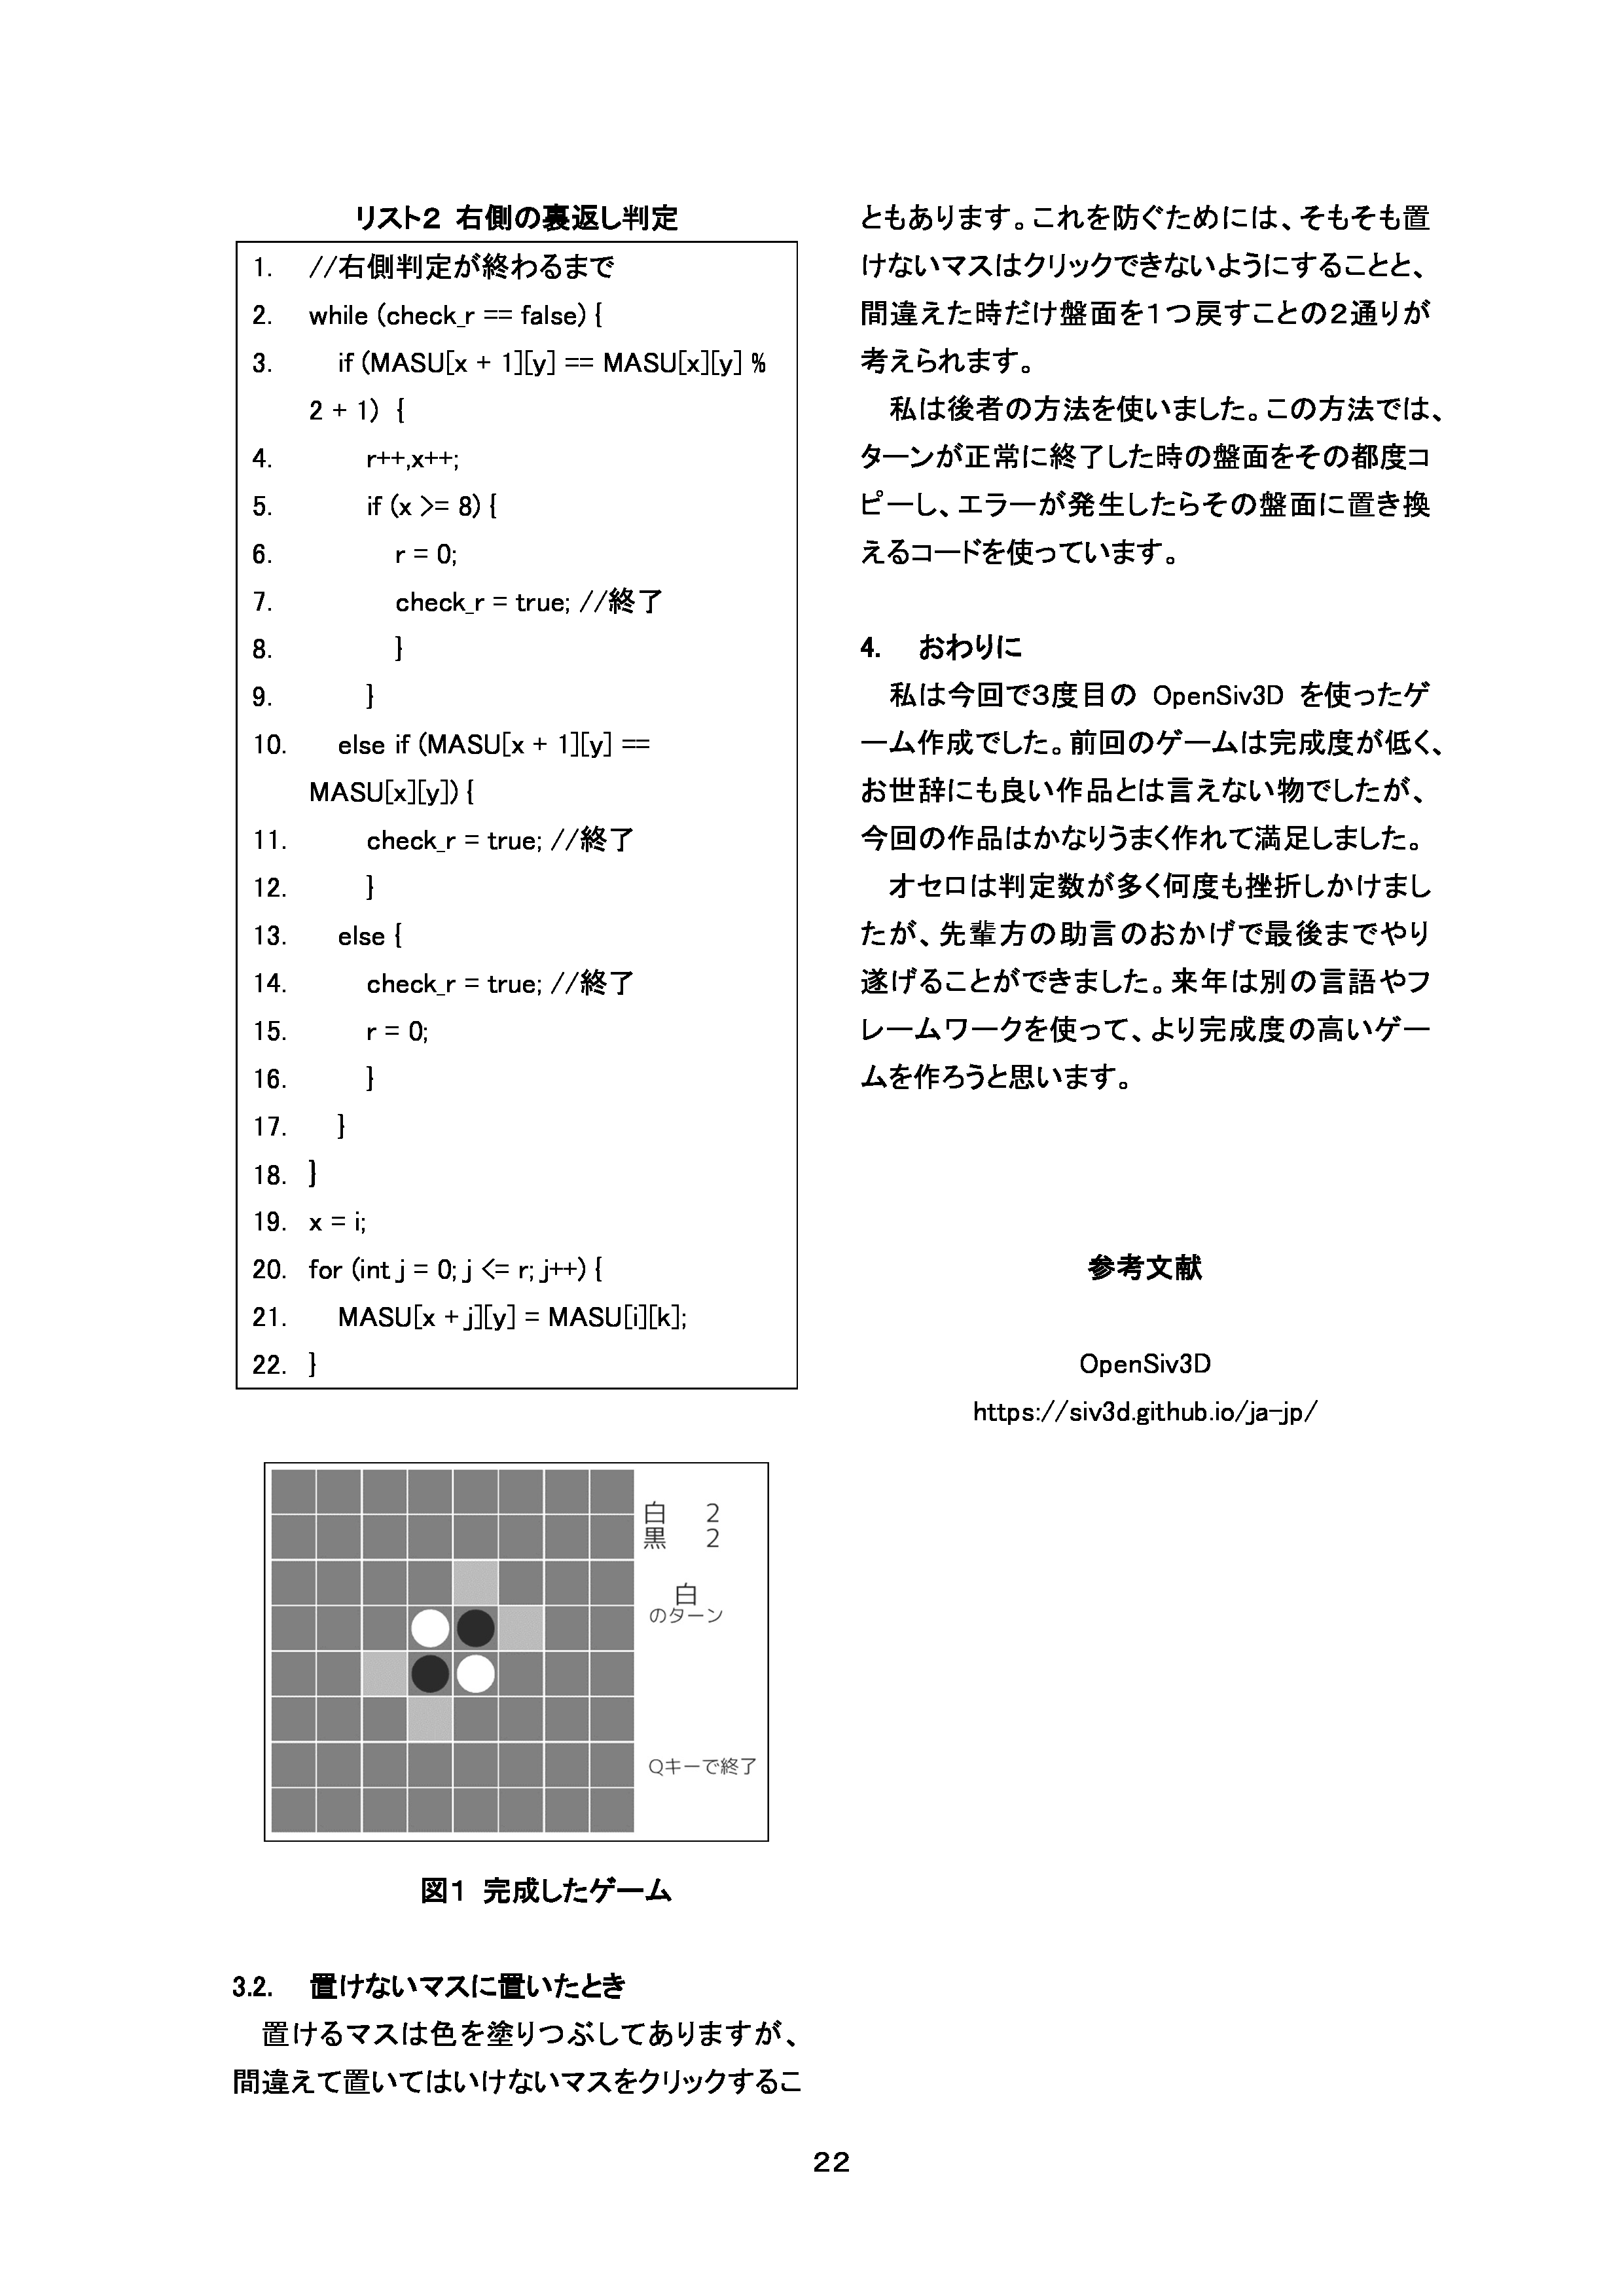 リスト2 右側の裏返し判定
1. //右側判定が終わるまで
2. while (check_r == false) {
3. if (MASU[x + 1][y] == MASU[x][y] %
2 + 1) {
4. r++,x++;
5. if (x >= 8) {
6. r = 0;
7. check_r = true; //終了
8. }
9. }
10. else if (MASU[x + 1][y] ==
MASU[x][y]) {
11. check_r = true; //終了
12. }
13. else {
14. check_r = true; //終了
15. r = 0;
16. }
17. }
18. }
19. x = i;
20. for (int j = 0; j <= r; j++) {
21. MASU[x + j][y] = MASU[i][k];
22. }
白 2
黒 2
白
のターン
Qキーで終了
図1 完成したゲーム
3.2. 置けないマスに置いたとき
置けるマスは色を塗りつぶしてありますが、
間違えて置いてはいけないマスをクリックするこ
ともあります。これを防ぐためには、そもそも置
けないマスはクリックできないようにすることと、
間違えた時だけ盤面を1つ戻すことの2通りが
考えられます。
私は後者の方法を使いました。この方法では、
ターンが正常に終了した時の盤面をその都度コ
ピーし、エラーが発生したらその盤面に置き換
えるコードを使っています。
4. おわりに
私は今回で3度目の OpenSiv3D を使ったゲ
ーム作成でした。前回のゲームは完成度が低く、
お世辞にも良い作品とは言えない物でしたが、
今回の作品はかなりうまく作れて満足しました。
オセロは判定数が多く何度も挫折しかけまし
たが、先輩方の助言のおかげで最後までやり
遂げることができました。来年は別の言語やフ
レームワークを使って、より完成度の高いゲー
ムを作ろうと思います。
参考文献
OpenSiv3D
https://siv3d.github.io/ja-jp/
22